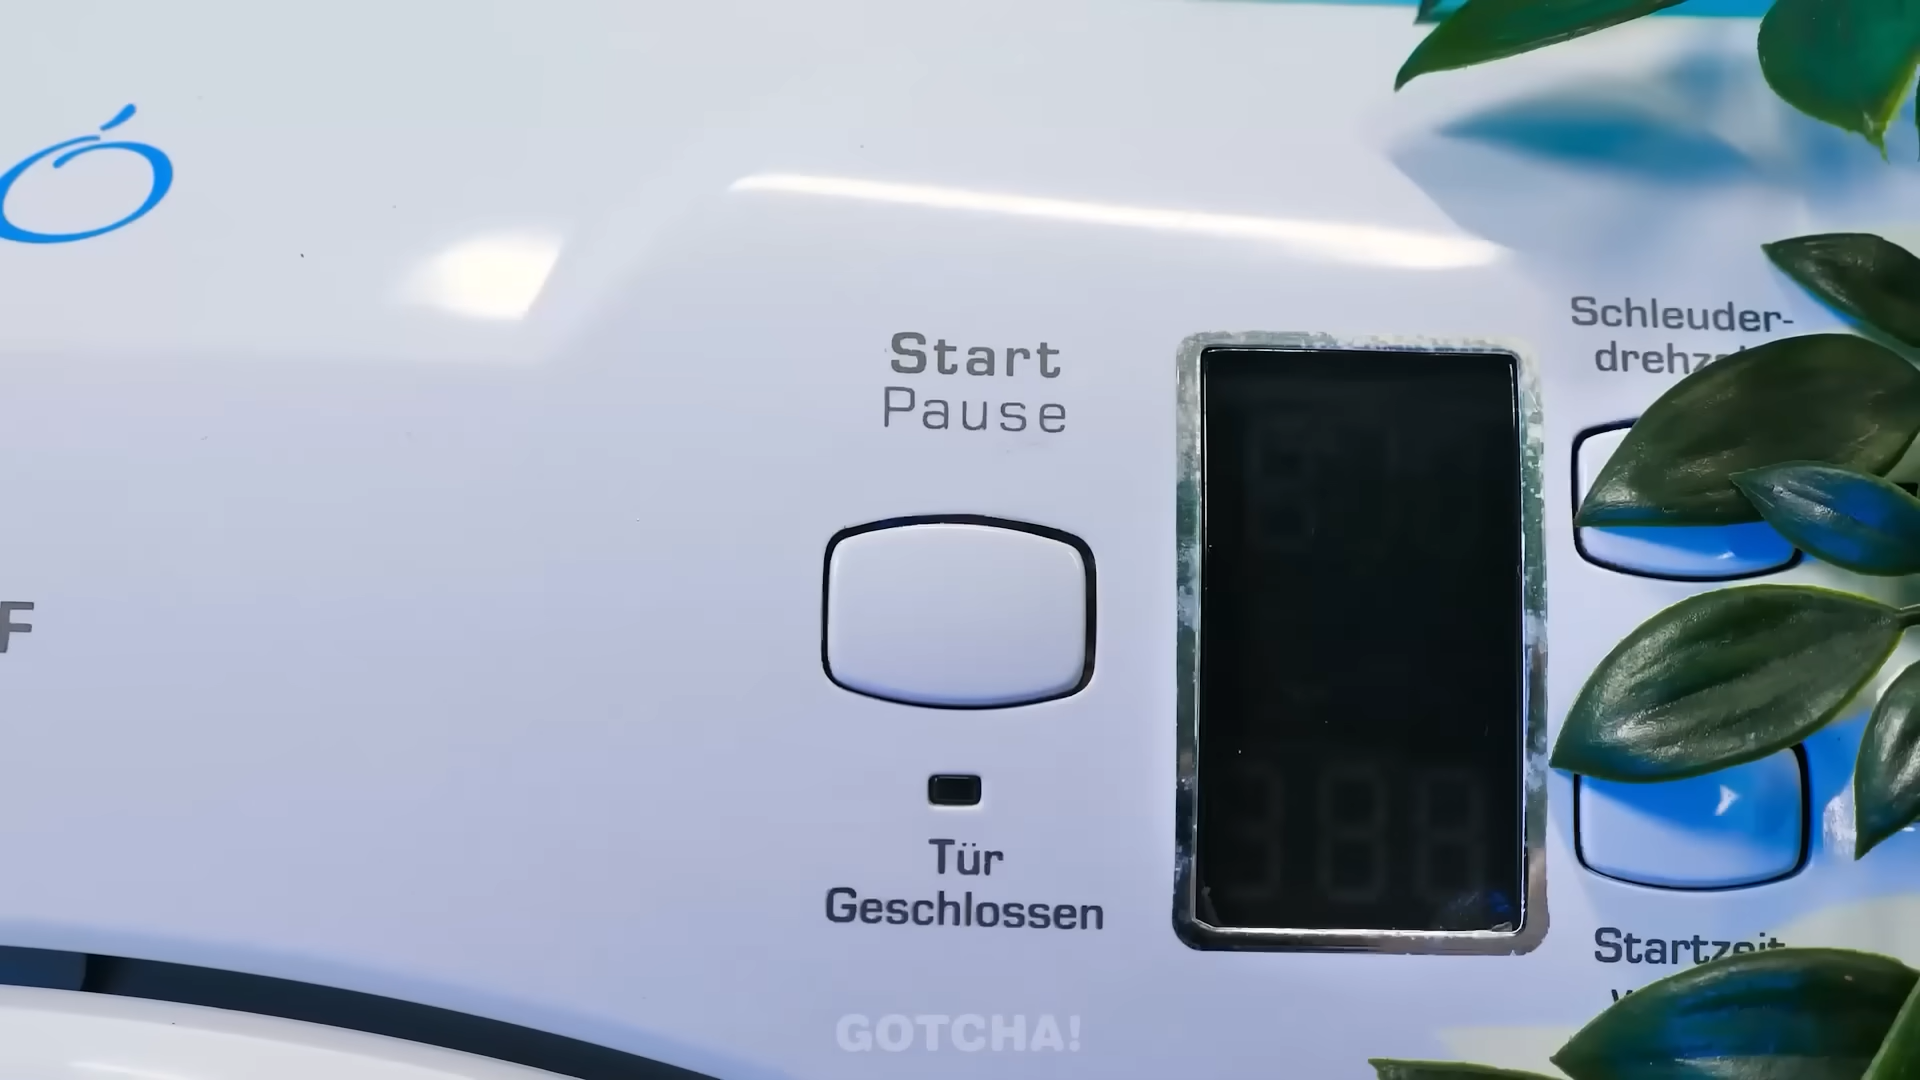 Start
Pause
Schleuder-
F
Tür
Geschlossen
GOTCHA!